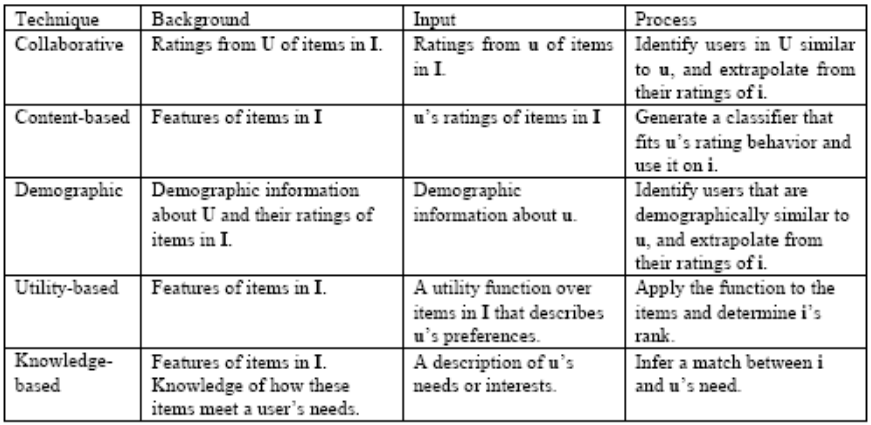 Technique Background Input Process
Collaborative Ratings from U of items in I. Ratings from u of items in I. Identify users in U similar to u, and extrapolate from their ratings of i.
Content-based Features of items in I u's ratings of items in I Generate a classifier that fits u's rating behavior and use it on i.
Demographic Demographic information about U and their ratings of items in I. Demographic information about u. Identify users that are demographically similar to u, and extrapolate from their ratings of i.
Utility-based Features of items in I. A utility function over items in I that describes u's preferences. Apply the function to the items and determine i's rank.
Knowledge-based Features of items in I. Knowledge of how these items meet a user's needs. A description of u's needs or interests. Infer a match between i and u's need.